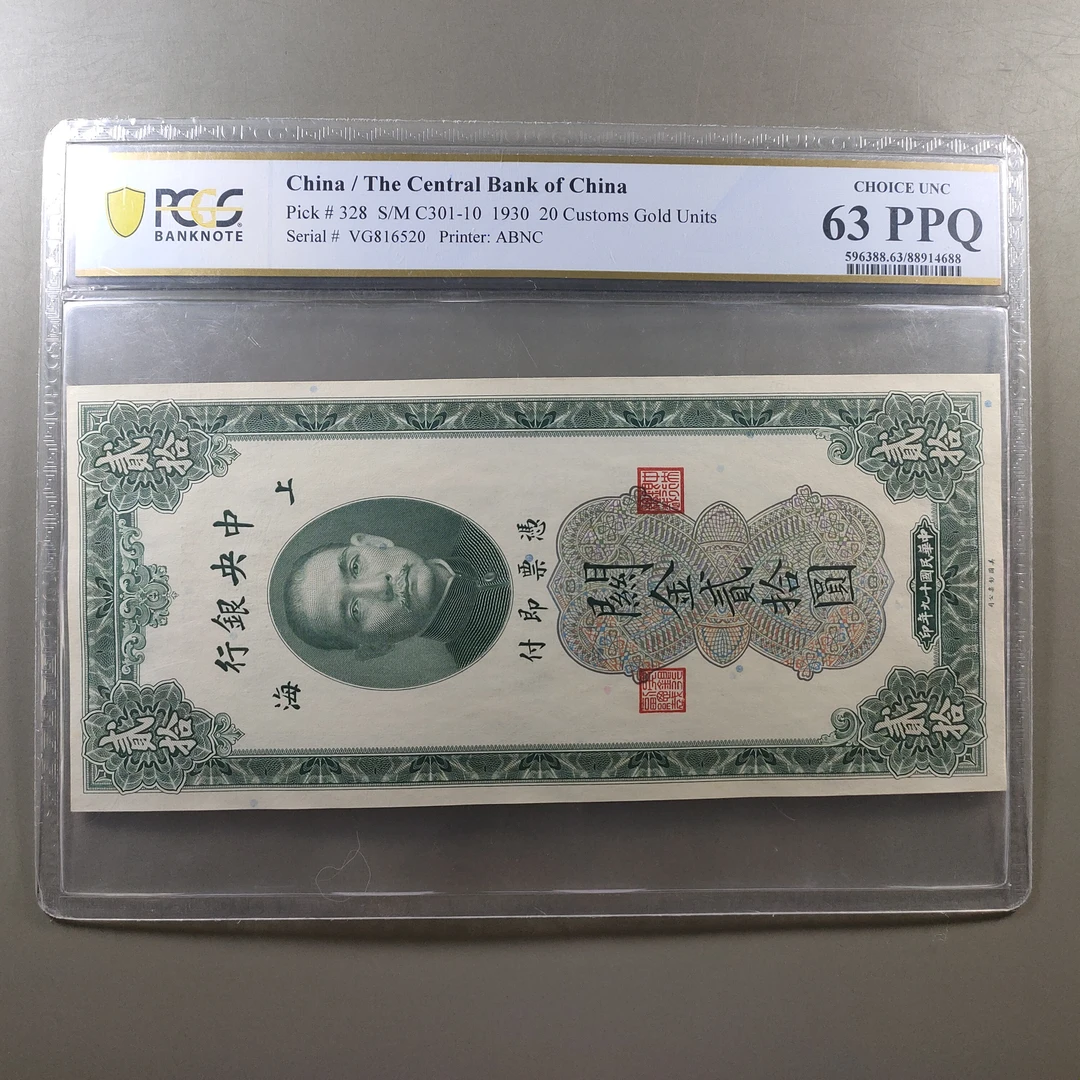 PCGS
BANKNOTE
China / The Central Bank of China
Pick # 328 S/M C301-10 1930 20 Customs Gold Units
Serial # VG816520 Printer: ABNC
CHOICE UNC
63 PPQ
596388.63/88914688
貳拾
貳拾
中央銀行
上海
憑票即付
關金貳拾圓
中華民國十九年印
貳拾
貳拾